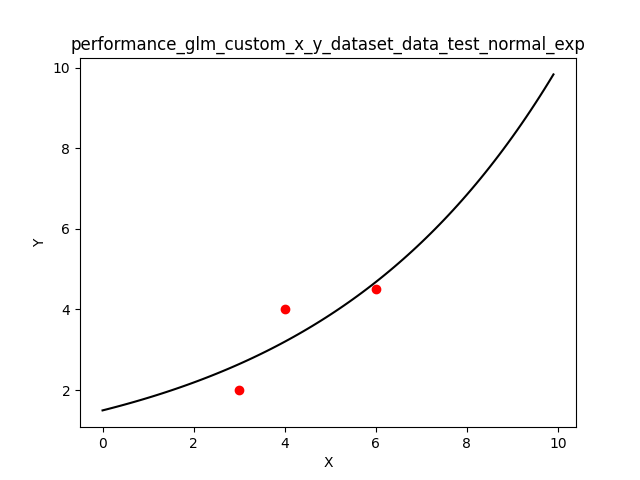 performance_glm_custom_x_y_dataset_data_test_normal_exp
10
8
6
4
2
Y
0 2 4 6 8 10
X